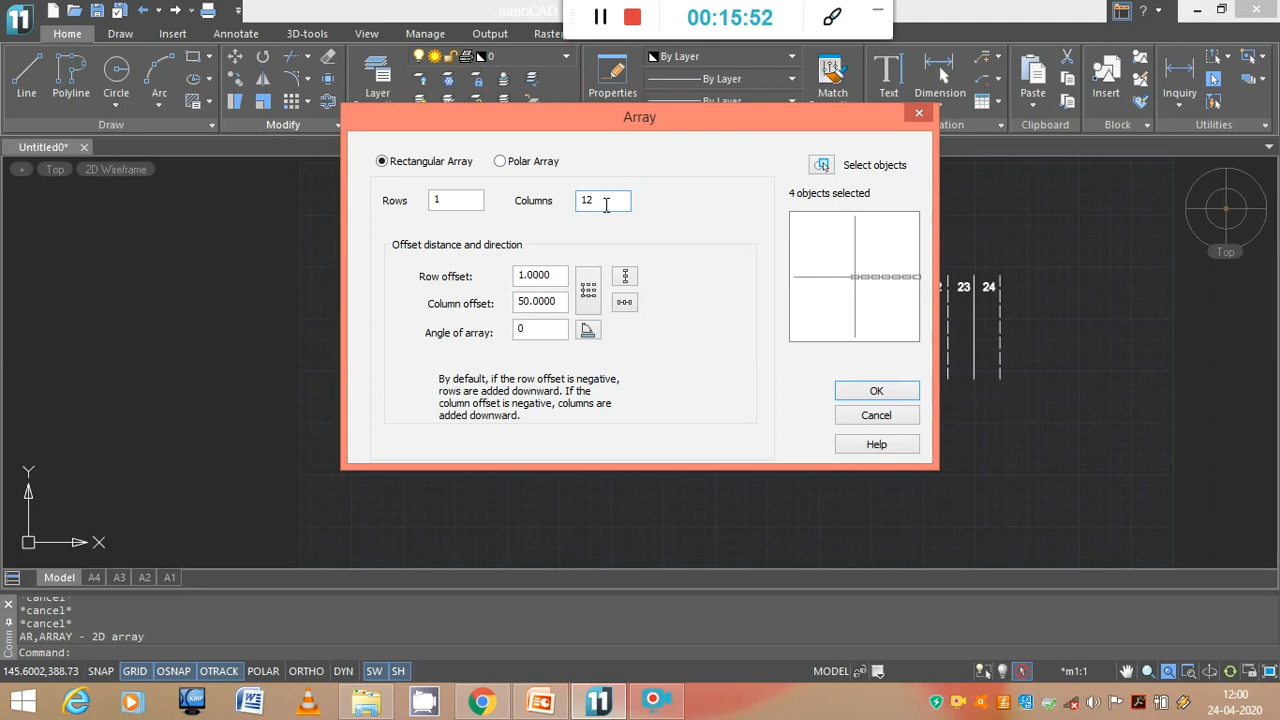 nanoCAD
00:15:52
11
Home
Draw
Insert
Annotate
3D-tools
View
Manage
Output
Raster
Line
Polyline
Circle
Arc
Layer
0
Properties
By Layer
By Layer
By Layer
Match
Text
Dimension
Paste
Insert
Inquiry
Draw
Modify
Clipboard
Block
Utilities
Untitled0*
Top
2D Wireframe
Array
Rectangular Array
Polar Array
Select objects
4 objects selected
Rows
1
Columns
12
Offset distance and direction
Row offset:
1.0000
Column offset:
50.0000
Angle of array:
0
By default, if the row offset is negative,
rows are added downward. If the
column offset is negative, columns are
added downward.
OK
Cancel
Help
Top
23 24
Y
X
Model
A4
A3
A2
A1
*cancel*
*cancel*
*cancel*
AR,ARRAY - 2D array
Command:
145.6002,388.73
SNAP
GRID
OSNAP
OTRACK
POLAR
ORTHO
DYN
SW
SH
MODEL
*m1:1
12:00
24-04-2020